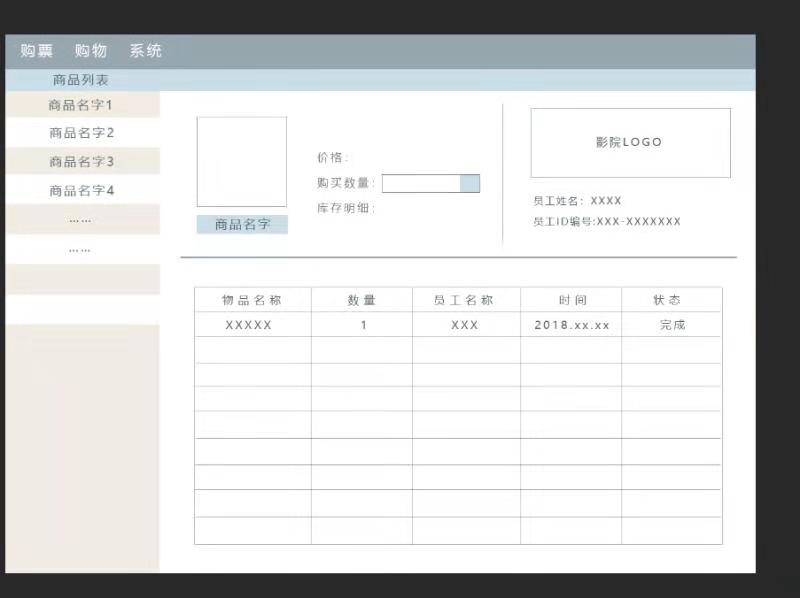 购票 购物 系统
商品列表
商品名字1
商品名字2
商品名字3
商品名字4
……
……
商品名字
价格:
购买数量:
库存明细:
影院LOGO
员工姓名: XXXX
员工ID编号:XXX-XXXXXXX
物品名称 数量 员工名称 时间 状态
XXXXX 1 XXX 2018.xx.xx 完成